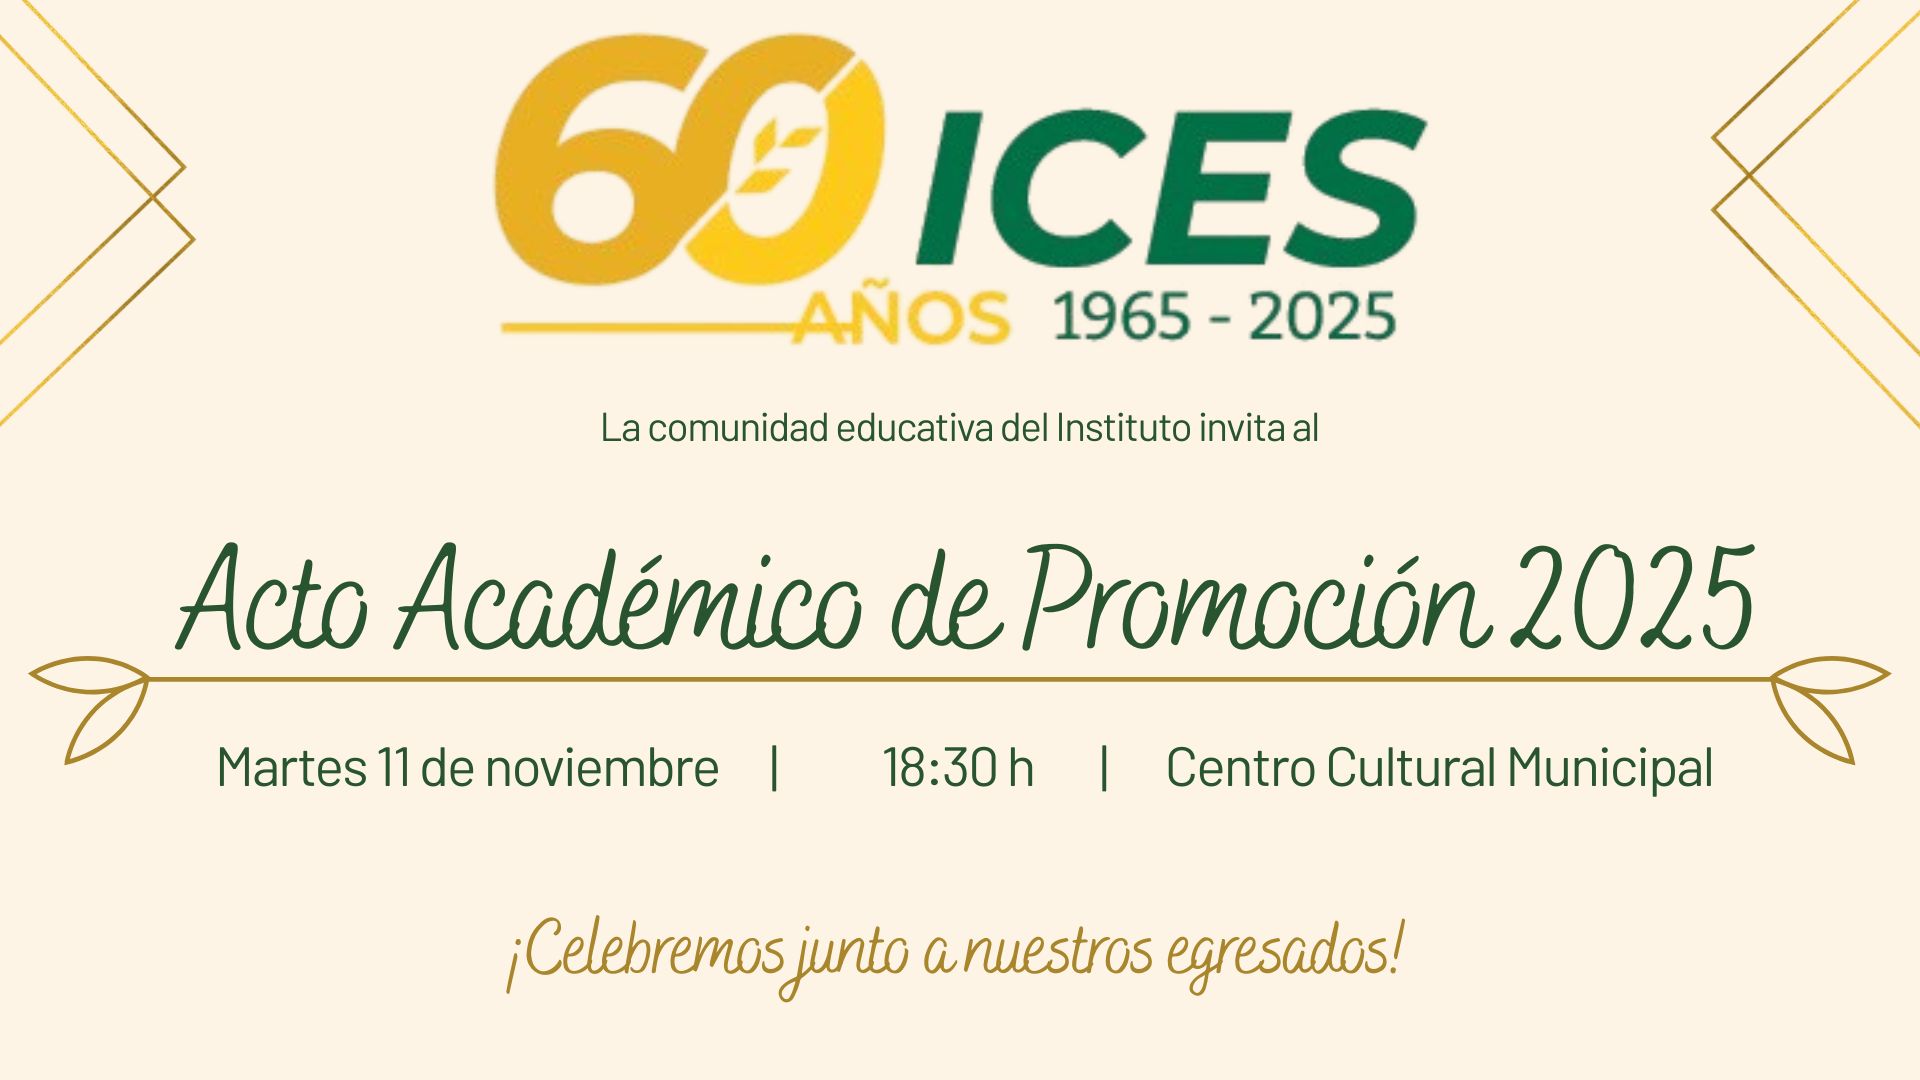 60 ICES
AÑOS 1965 - 2025
La comunidad educativa del Instituto invita al
Acto Académico de Promoción 2025
Martes 11 de noviembre | 18:30 h | Centro Cultural Municipal
¡Celebremos junto a nuestros egresados!